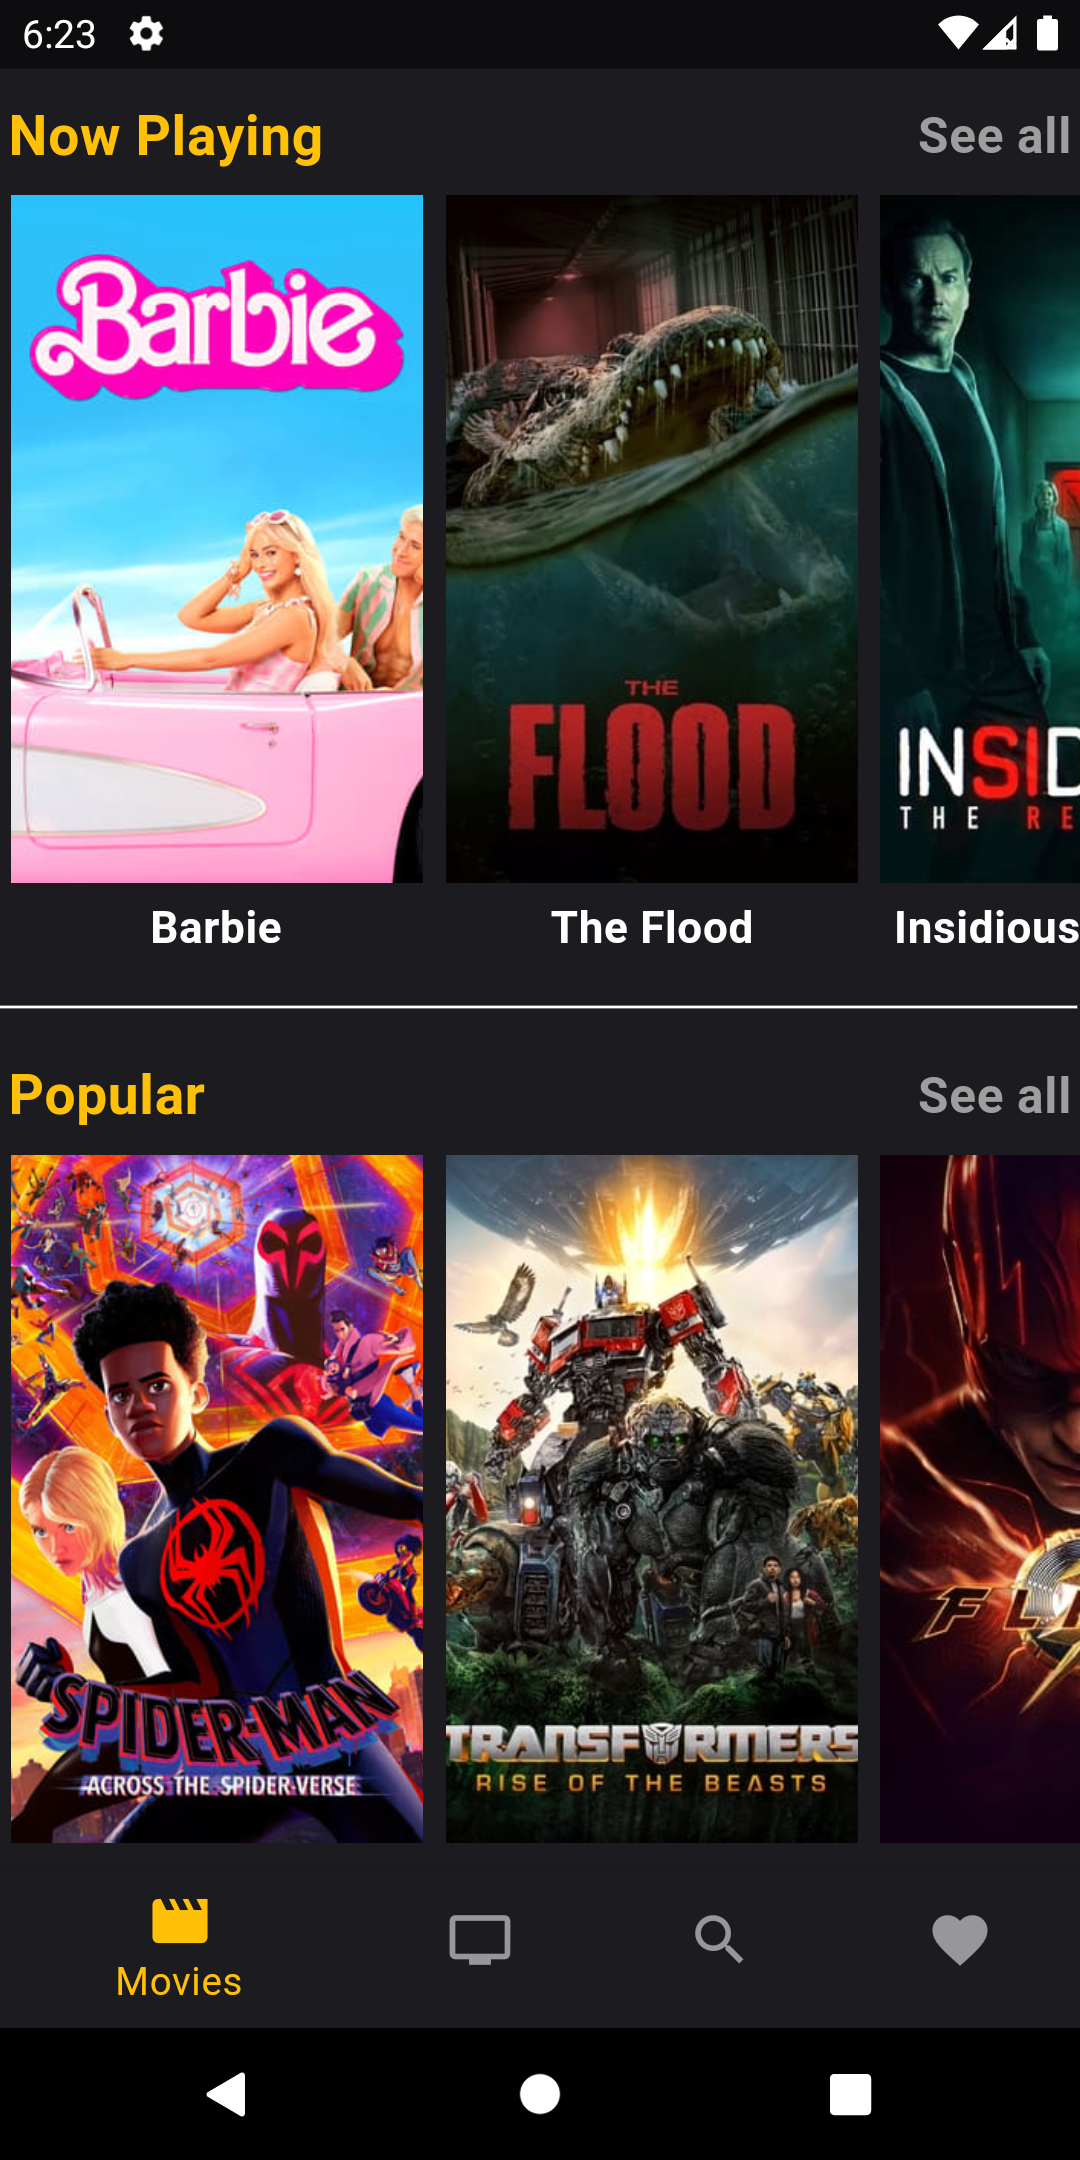 6:23
Now Playing
See all
Barbie
THE
FLOOD
INSID
THE RE
Barbie
The Flood
Insidious
Popular
See all
SPIDER-MAN
ACROSS THE SPIDER-VERSE
TRANSFORMERS
RISE OF THE BEASTS
FL
Movies